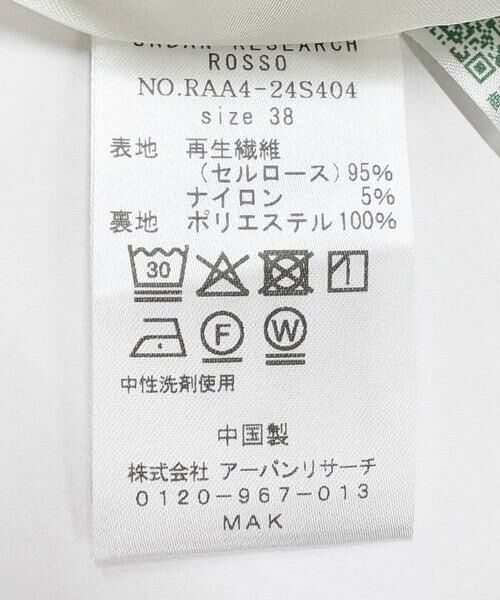 URBAN RESEARCH
ROSSO
NO.RAA4-24S404
size 38
表地 再生繊維
(セルロース)95%
ナイロン 5%
裏地 ポリエステル100%
30
F W
中性洗剤使用
中国製
株式会社 アーバンリサーチ
0120-967-013
MAK